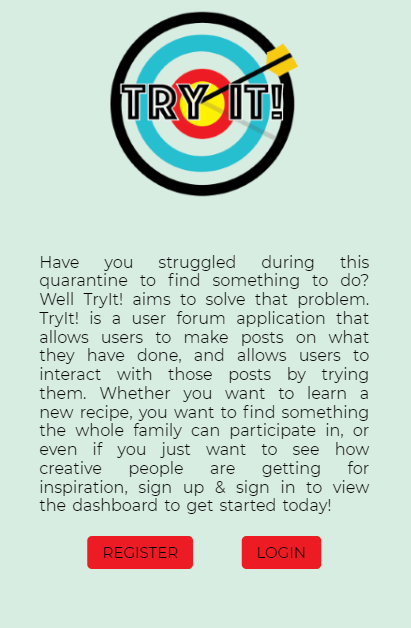 TRY IT!
Have you struggled during this
quarantine to find something to do?
Well TryIt! aims to solve that problem.
TryIt! is a user forum application that
allows users to make posts on what
they have done, and allows users to
interact with those posts by trying
them. Whether you want to learn a
new recipe, you want to find something
the whole family can participate in, or
even if you just want to see how
creative people are getting for
inspiration, sign up & sign in to view
the dashboard to get started today!
REGISTER LOGIN